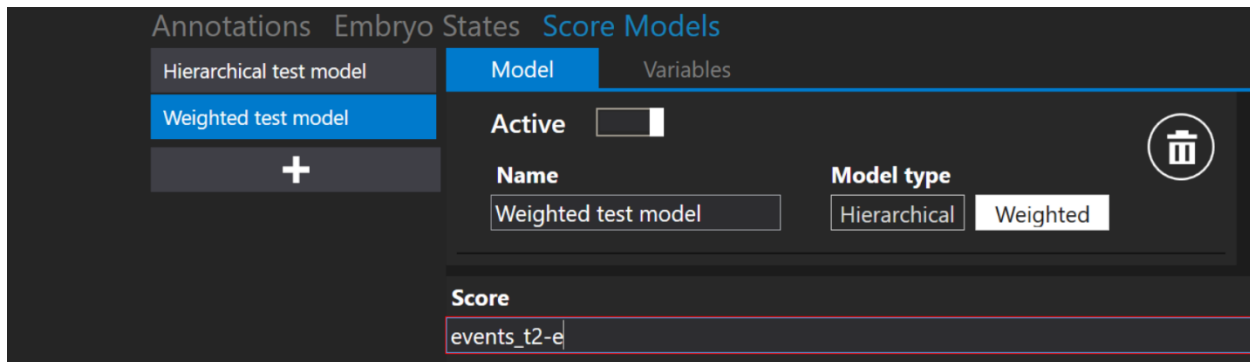 Annotations Embryo States Score Models
Hierarchical test model
Weighted test model
Model Variables
Active
Name
Weighted test model
Model type
Hierarchical Weighted
Score
events_t2-e